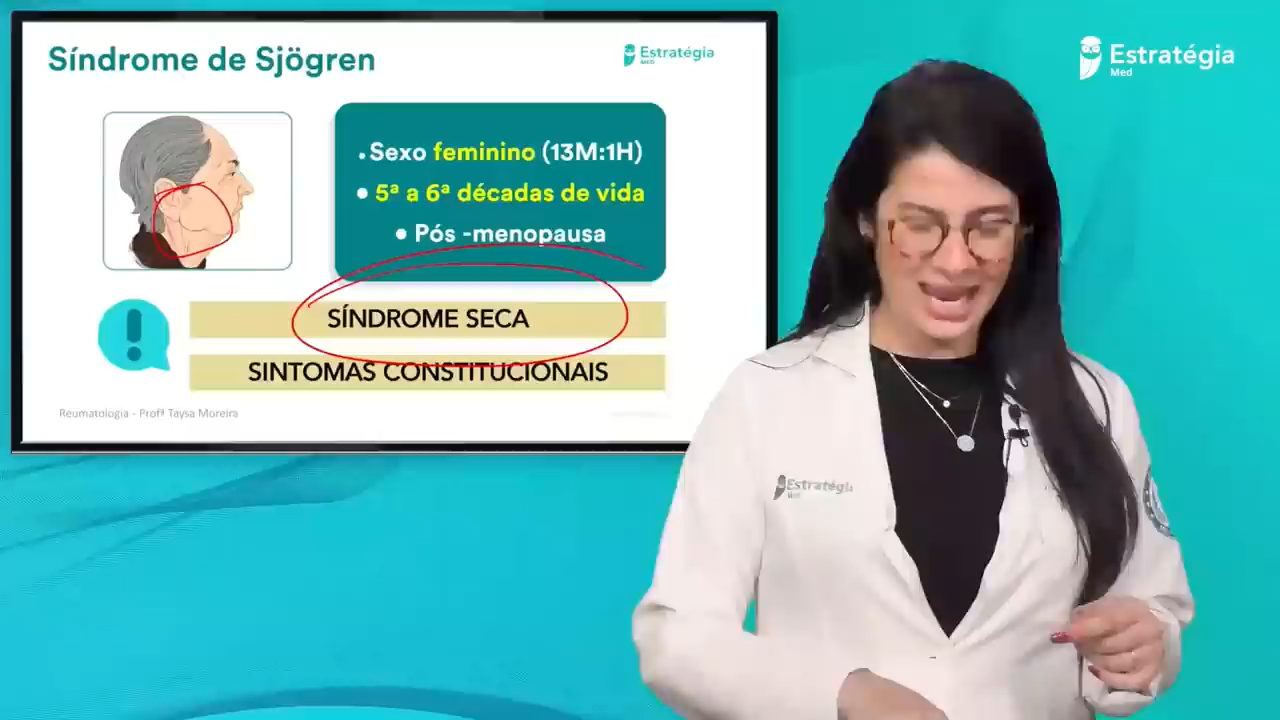 Síndrome de Sjögren
Estratégia
Med
• Sexo feminino (13M:1H)
• 5ª a 6ª décadas de vida
• Pós -menopausa
SÍNDROME SECA
SINTOMAS CONSTITUCIONAIS
Reumatologia - Profª Taysa Moreira
Estratégia
Med
Estratégia
Med